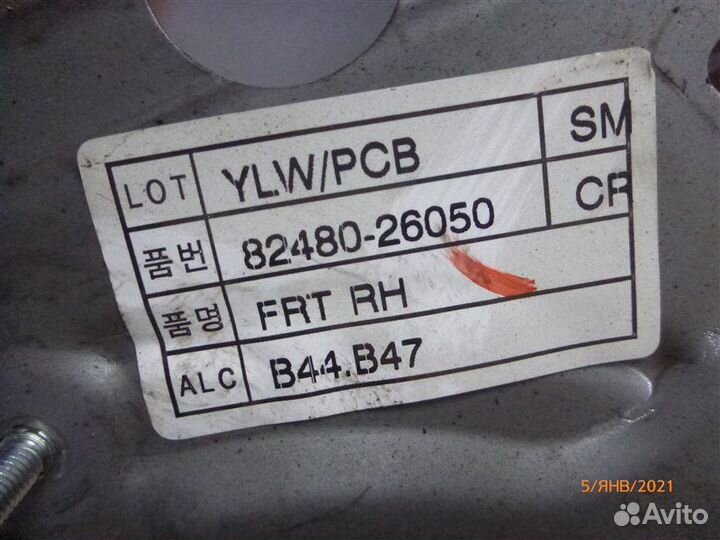 LOT YLW/PCB SM
품번 82480-26050 CR
품명 FRT RH
ALC B44.B47
5/ЯНВ/2021
Avito